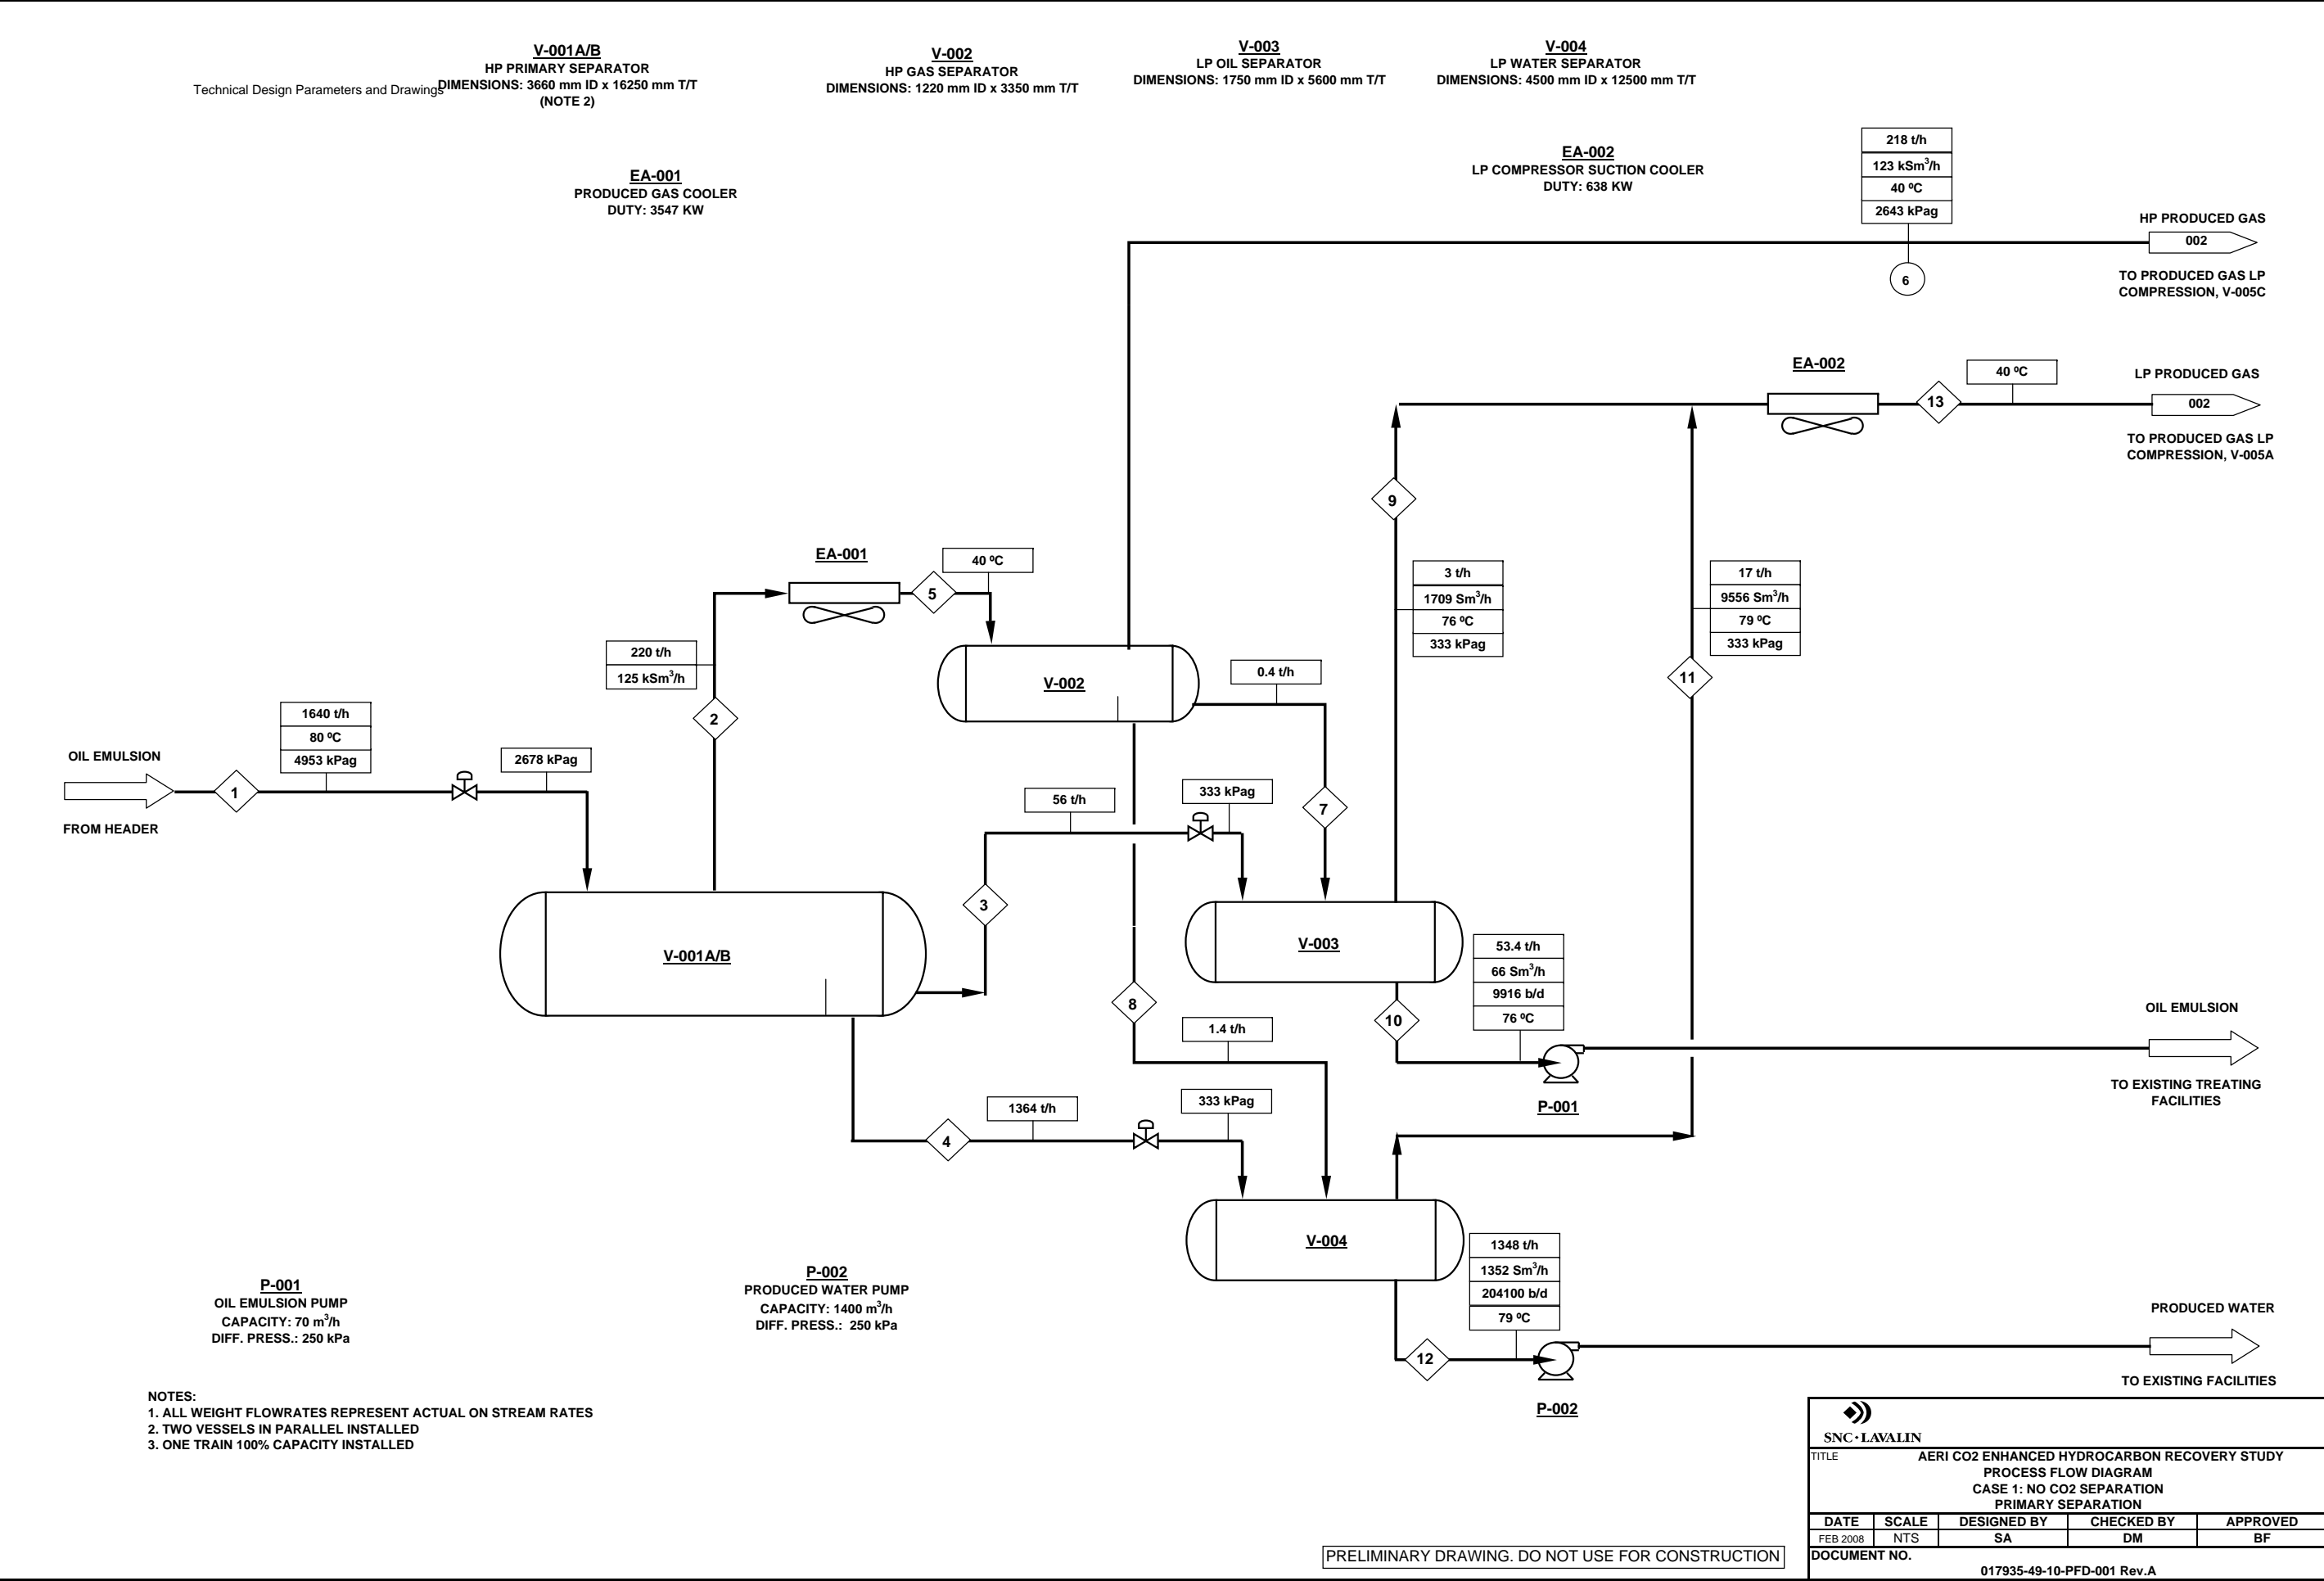 V-001A/B
HP PRIMARY SEPARATOR
DIMENSIONS: 3660 mm ID x 16250 mm T/T
(NOTE 2)
Technical Design Parameters and Drawings
V-002
HP GAS SEPARATOR
DIMENSIONS: 1220 mm ID x 3350 mm T/T
V-003
LP OIL SEPARATOR
DIMENSIONS: 1750 mm ID x 5600 mm T/T
V-004
LP WATER SEPARATOR
DIMENSIONS: 4500 mm ID x 12500 mm T/T
EA-001
PRODUCED GAS COOLER
DUTY: 3547 KW
EA-002
LP COMPRESSOR SUCTION COOLER
DUTY: 638 KW
218 t/h
123 kSm³/h
40 ºC
2643 kPag
6
HP PRODUCED GAS
002
TO PRODUCED GAS LP
COMPRESSION, V-005C
EA-002
13
40 ºC
LP PRODUCED GAS
002
TO PRODUCED GAS LP
COMPRESSION, V-005A
9
3 t/h
1709 Sm³/h
76 ºC
333 kPag
17 t/h
9556 Sm³/h
79 ºC
333 kPag
11
EA-001
5
40 ºC
220 t/h
125 kSm³/h
2
V-002
0.4 t/h
7
OIL EMULSION
FROM HEADER
1
1640 t/h
80 ºC
4953 kPag
2678 kPag
56 t/h
333 kPag
3
V-001A/B
V-003
8
10
53.4 t/h
66 Sm³/h
9916 b/d
76 ºC
P-001
OIL EMULSION
TO EXISTING TREATING
FACILITIES
1.4 t/h
4
1364 t/h
333 kPag
V-004
12
1348 t/h
1352 Sm³/h
204100 b/d
79 ºC
P-002
PRODUCED WATER
TO EXISTING FACILITIES
P-001
OIL EMULSION PUMP
CAPACITY: 70 m³/h
DIFF. PRESS.: 250 kPa
P-002
PRODUCED WATER PUMP
CAPACITY: 1400 m³/h
DIFF. PRESS.: 250 kPa
NOTES:
1. ALL WEIGHT FLOWRATES REPRESENT ACTUAL ON STREAM RATES
2. TWO VESSELS IN PARALLEL INSTALLED
3. ONE TRAIN 100% CAPACITY INSTALLED
PRELIMINARY DRAWING. DO NOT USE FOR CONSTRUCTION
SNC•LAVALIN
TITLE AERI CO2 ENHANCED HYDROCARBON RECOVERY STUDY
PROCESS FLOW DIAGRAM
CASE 1: NO CO2 SEPARATION
PRIMARY SEPARATION
DATE SCALE DESIGNED BY CHECKED BY APPROVED
FEB 2008 NTS SA DM BF
DOCUMENT NO.
017935-49-10-PFD-001 Rev.A